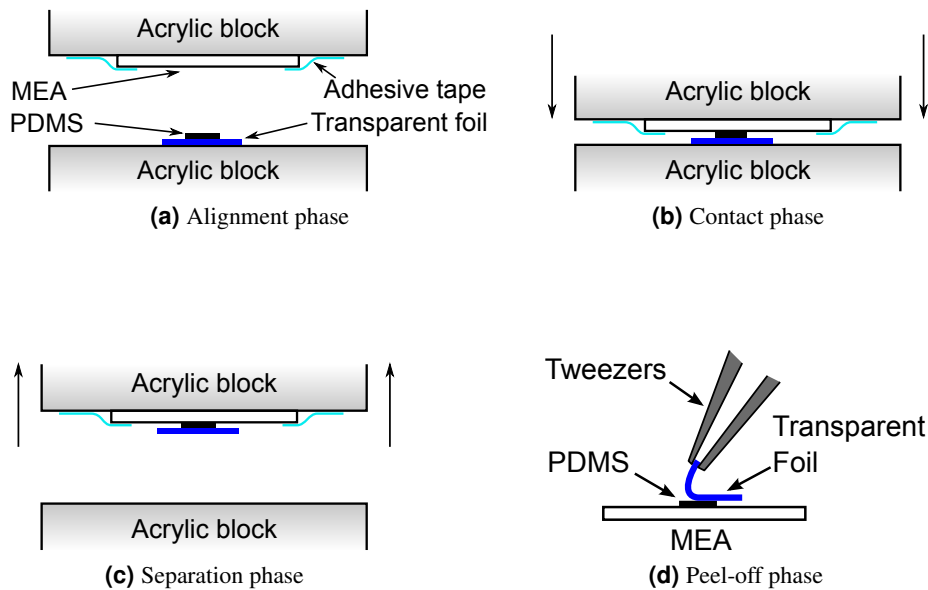 Acrylic block
MEA
Adhesive tape
PDMS
Transparent foil
Acrylic block
(a) Alignment phase
Acrylic block
Acrylic block
(b) Contact phase
Acrylic block
Acrylic block
(c) Separation phase
Tweezers
Transparent
PDMS
Foil
MEA
(d) Peel-off phase